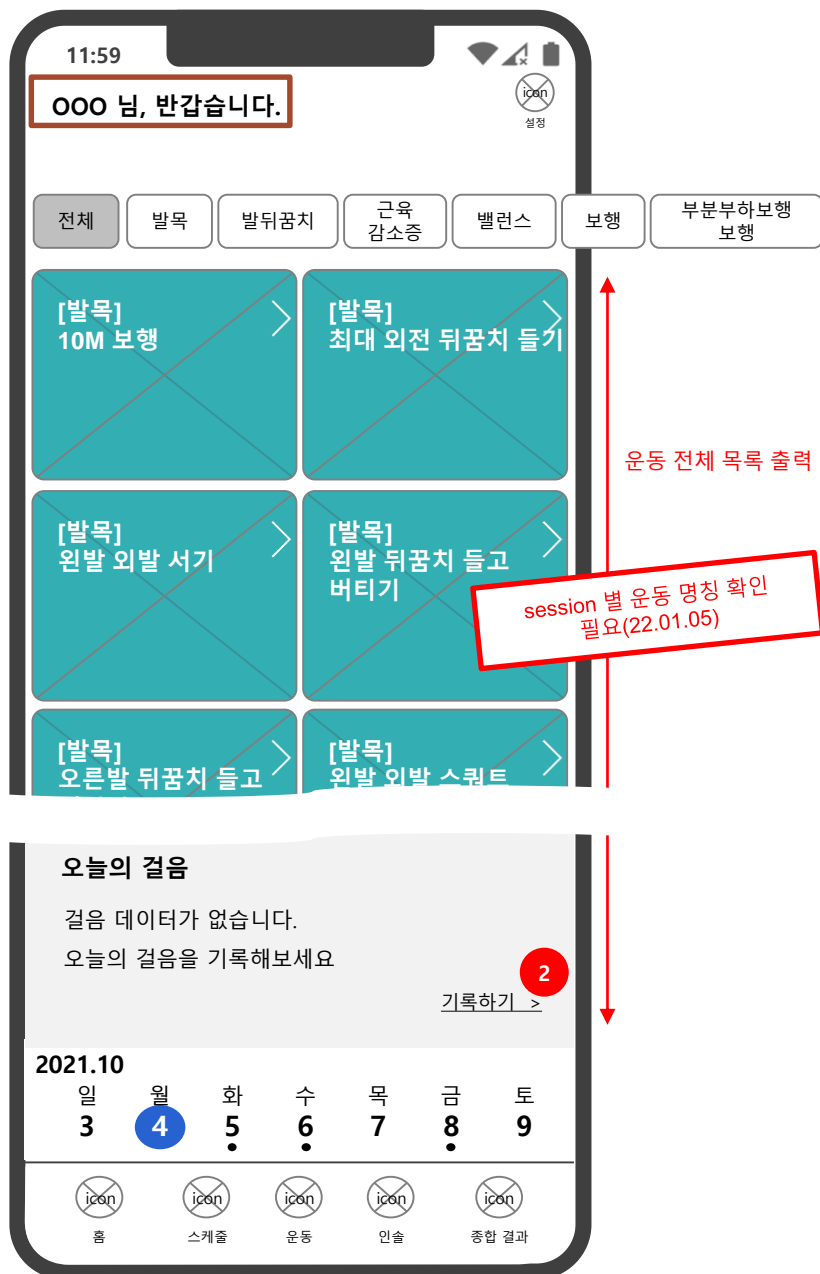 11:59
OOO 님, 반갑습니다.
icon
설정
전체
발목
발뒤꿈치
근육
감소증
밸런스
보행
부분부하보행
보행
[발목]
10M 보행
[발목]
최대 외전 뒤꿈치 들기
[발목]
왼발 외발 서기
[발목]
왼발 뒤꿈치 들고
버티기
운동 전체 목록 출력
session 별 운동 명칭 확인
필요(22.01.05)
[발목]
오른발 뒤꿈치 들고
[발목]
왼발 외발 스쿼트
오늘의 걸음
걸음 데이터가 없습니다.
오늘의 걸음을 기록해보세요
2
기록하기 >
2021.10
일 월 화 수 목 금 토
3 4 5 6 7 8 9
icon icon icon icon icon
홈 스케줄 운동 인솔 종합 결과